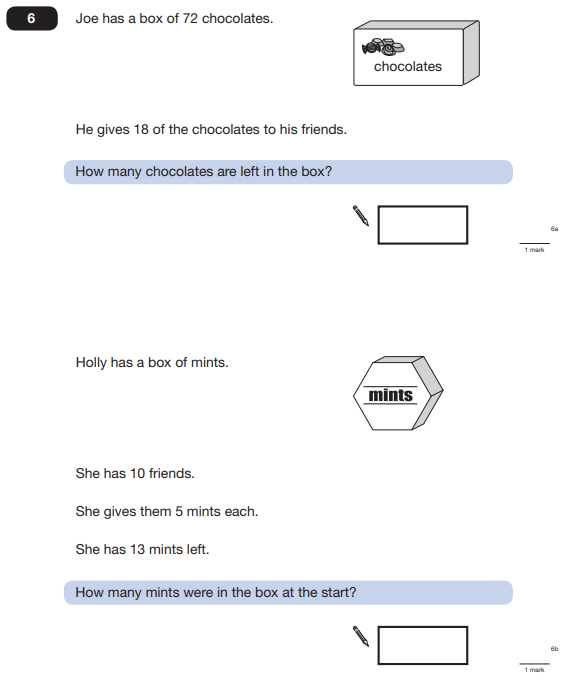 6
Joe has a box of 72 chocolates.
chocolates
He gives 18 of the chocolates to his friends.
How many chocolates are left in the box?
6a
1 mark
Holly has a box of mints.
mints
She has 10 friends.
She gives them 5 mints each.
She has 13 mints left.
How many mints were in the box at the start?
6b
1 mark